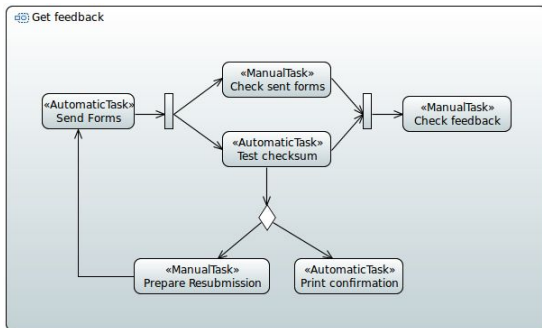 Get feedback
«ManualTask»
Check sent forms
«AutomaticTask»
Send Forms
«ManualTask»
Check feedback
«AutomaticTask»
Test checksum
«ManualTask»
Prepare Resubmission
«AutomaticTask»
Print confirmation